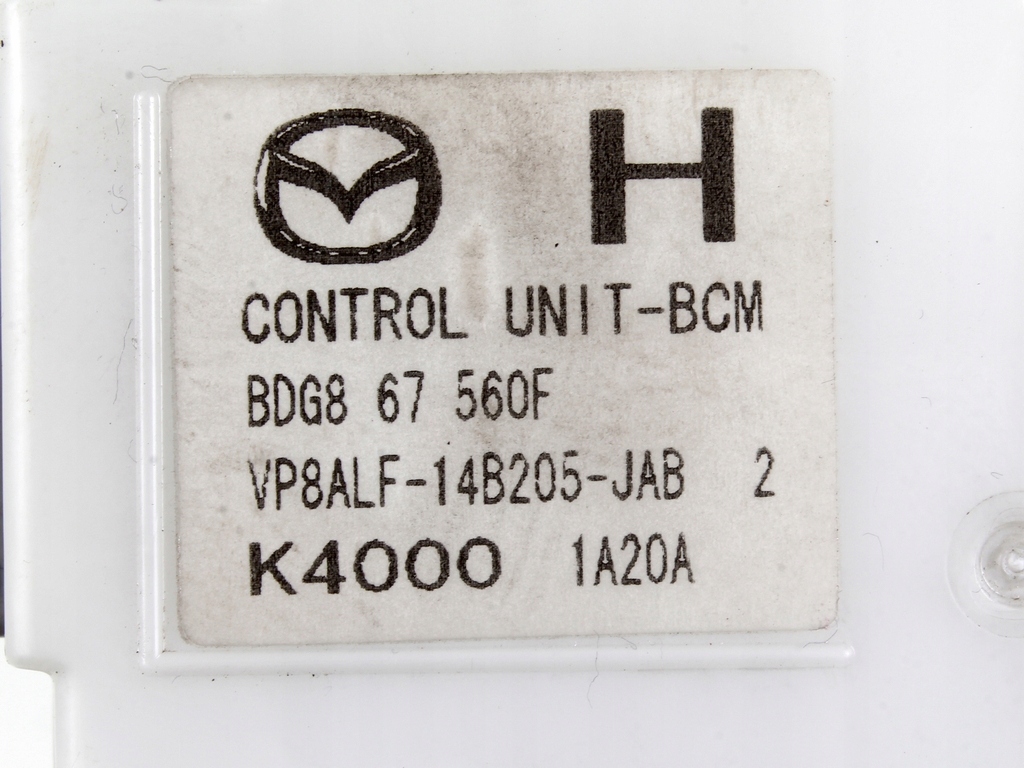 H
CONTROL UNIT-BCM
BDG8 67 560F
VP8ALF-14B205-JAB 2
K4000 1A20A